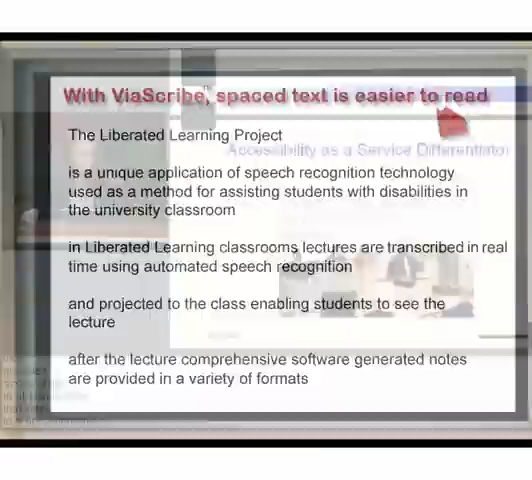 With ViaScribe, spaced text is easier to read
Accessibility as a Service Differentiator
The Liberated Learning Project
is a unique application of speech recognition technology
used as a method for assisting students with disabilities in
the university classroom
in Liberated Learning classrooms lectures are transcribed in real
time using automated speech recognition
and projected to the class enabling students to see the
lecture
after the lecture comprehensive software generated notes
are provided in a variety of formats